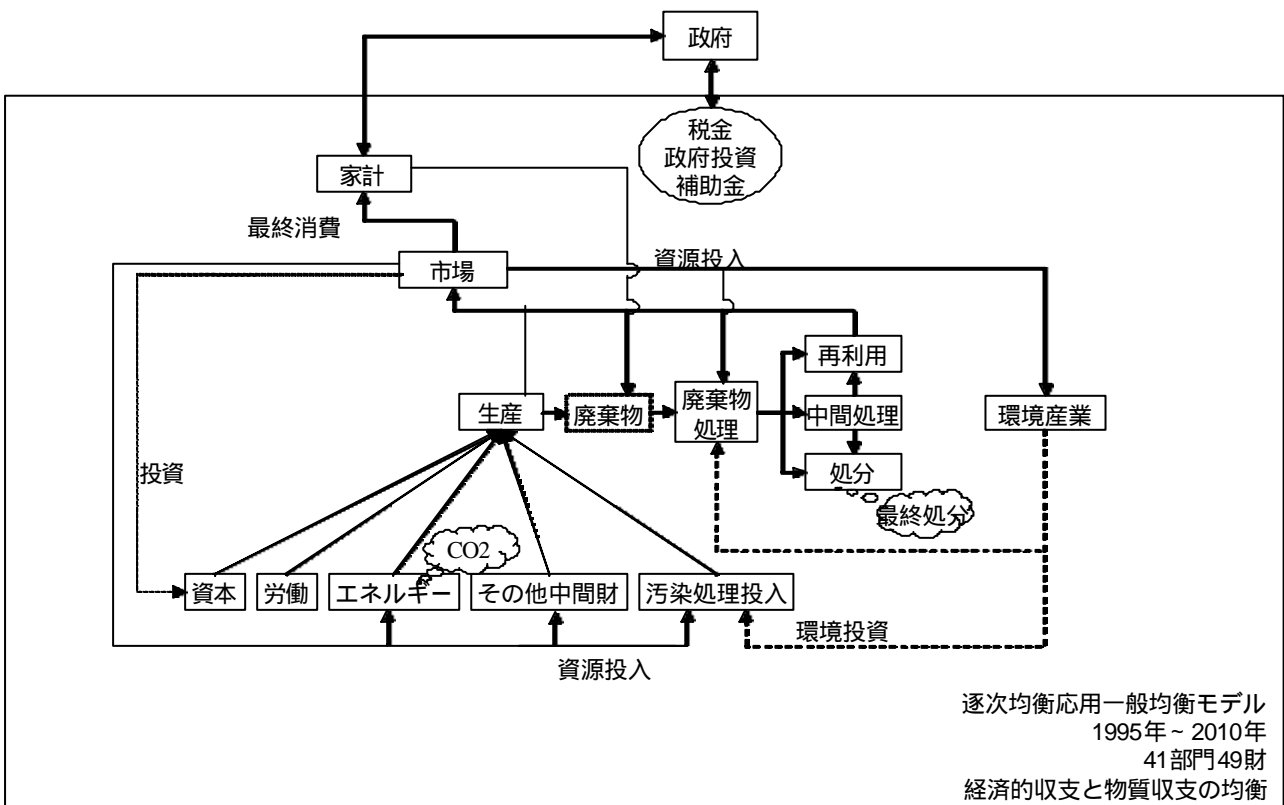 政府
税金
政府投資
補助金
家計
最終消費
資源投入
市場
再利用
生産
廃棄物
廃棄物
処理
中間処理
環境産業
処分
投資
最終処分
CO2
資本
労働
エネルギー
その他中間財
汚染処理投入
環境投資
資源投入
逐次均衡応用一般均衡モデル
1995年~2010年
41部門49財
経済的収支と物質収支の均衡